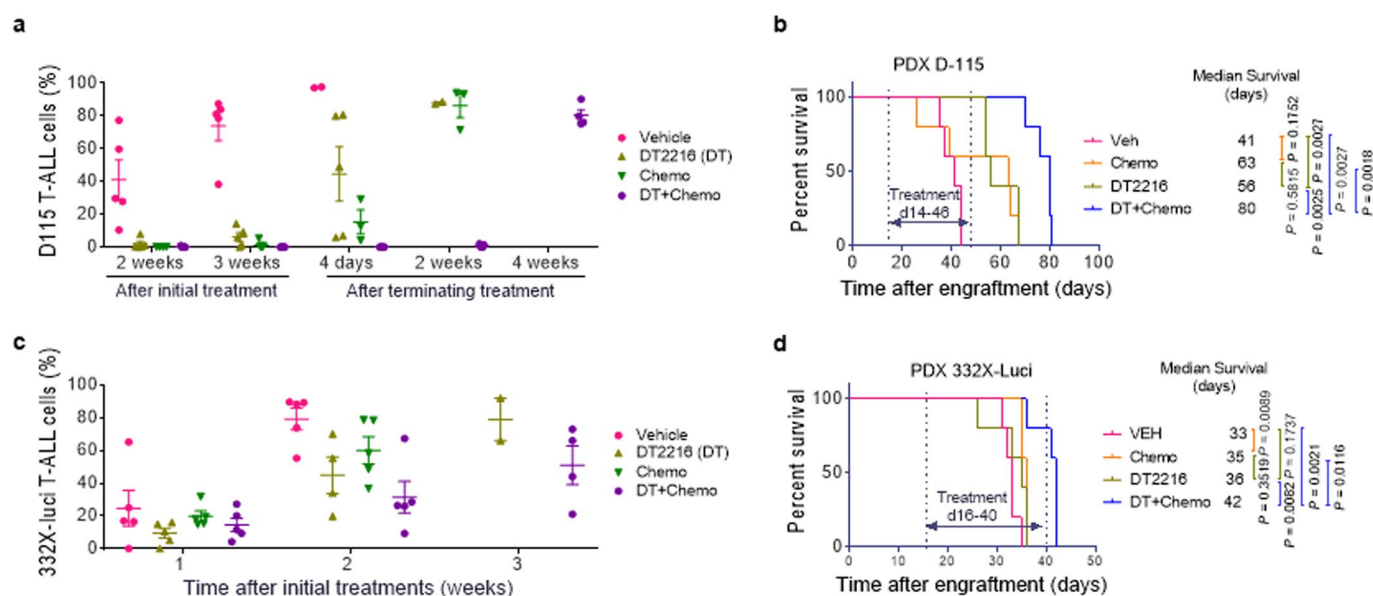 a
D115 T-ALL cells (%)
100
80
60
40
20
0
2 weeks
3 weeks
4 days
2 weeks
4 weeks
After initial treatment
After terminating treatment
Vehicle
DT2216 (DT)
Chemo
DT+Chemo
b
PDX D-115
Percent survival
100
50
0
Treatment
d14-46
0 20 40 60 80 100
Time after engraftment (days)
Median Survival
(days)
Veh 41
Chemo 63
DT2216 56
DT+Chemo 80
P = 0.5815
P = 0.1752
P = 0.0025
P = 0.0027
P = 0.0027
P = 0.0018
c
332X-luci T-ALL cells (%)
100
80
60
40
20
0
1 2 3
Time after initial treatments (weeks)
Vehicle
DT2216 (DT)
Chemo
DT+Chemo
d
PDX 332X-Luci
Percent survival
100
50
0
Treatment
d16-40
0 10 20 30 40 50
Time after engraftment (days)
Median Survival
(days)
VEH 33
Chemo 35
DT2216 36
DT+Chemo 42
P = 0.3519
P = 0.0089
P = 0.0082
P = 0.1737
P = 0.0021
P = 0.0116